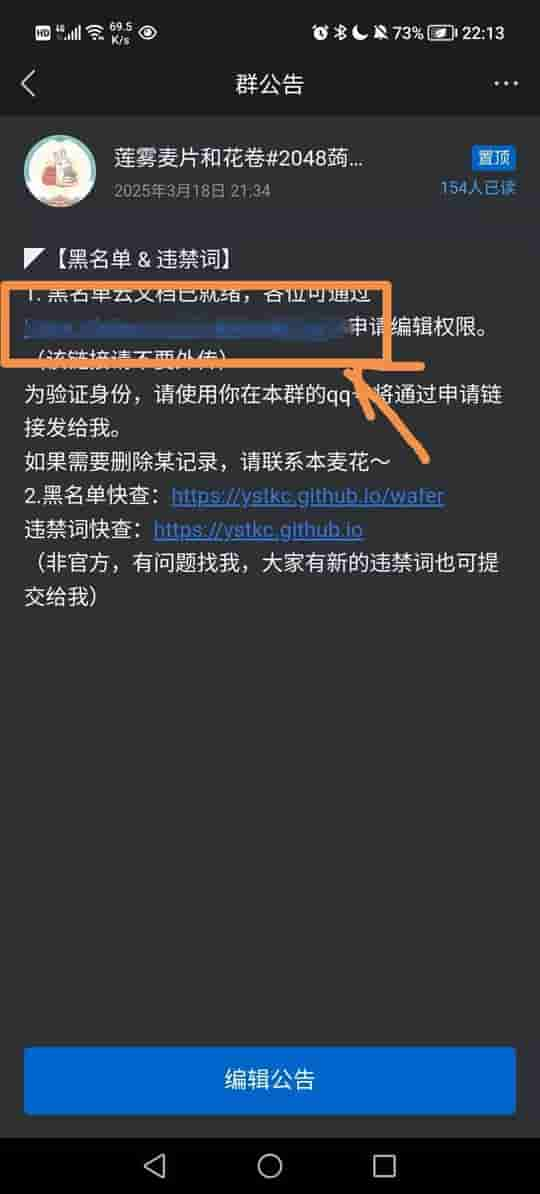 HD 4G 69.5 K/s 73% 22:13
群公告
莲雾麦片和花卷#2048蒟...
置顶
2025年3月18日 21:34
154人已读
【黑名单 & 违禁词】
1. 黑名单云文档已就绪，各位可通过
申请编辑权限。
（该链接请不要外传）
为验证身份，请使用你在本群的qq 将通过申请链
接发给我。
如果需要删除某记录，请联系本麦花～
2.黑名单快查：https://ystkc.github.io/wafer
违禁词快查：https://ystkc.github.io
（非官方，有问题找我，大家有新的违禁词也可提
交给我）
编辑公告